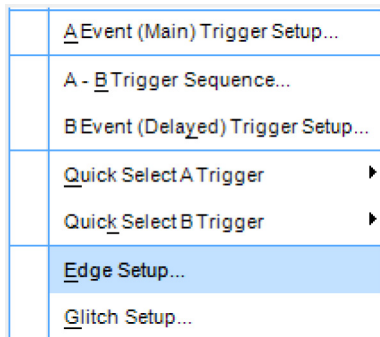 A Event (Main) Trigger Setup...
A - B Trigger Sequence...
B Event (Delayed) Trigger Setup...
Quick Select A Trigger
Quick Select B Trigger
Edge Setup...
Glitch Setup...